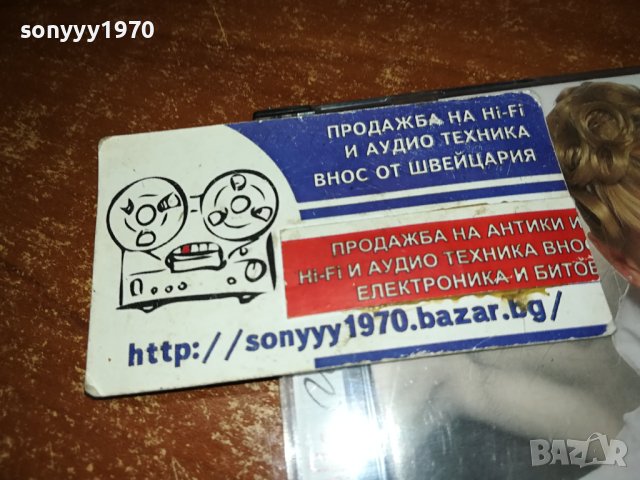 sonyyy1970
ПРОДАЖБА НА Hi-Fi
И АУДИО ТЕХНИКА
ВНОС ОТ ШВЕЙЦАРИЯ
ПРОДАЖБА НА АНТИКИ И
Hi-Fi И АУДИО ТЕХНИКА ВНОС
ЕЛЕКТРОНИКА И БИТОВ
http://sonyyy1970.bazar.bg/
BAZAR
sonyyy1970